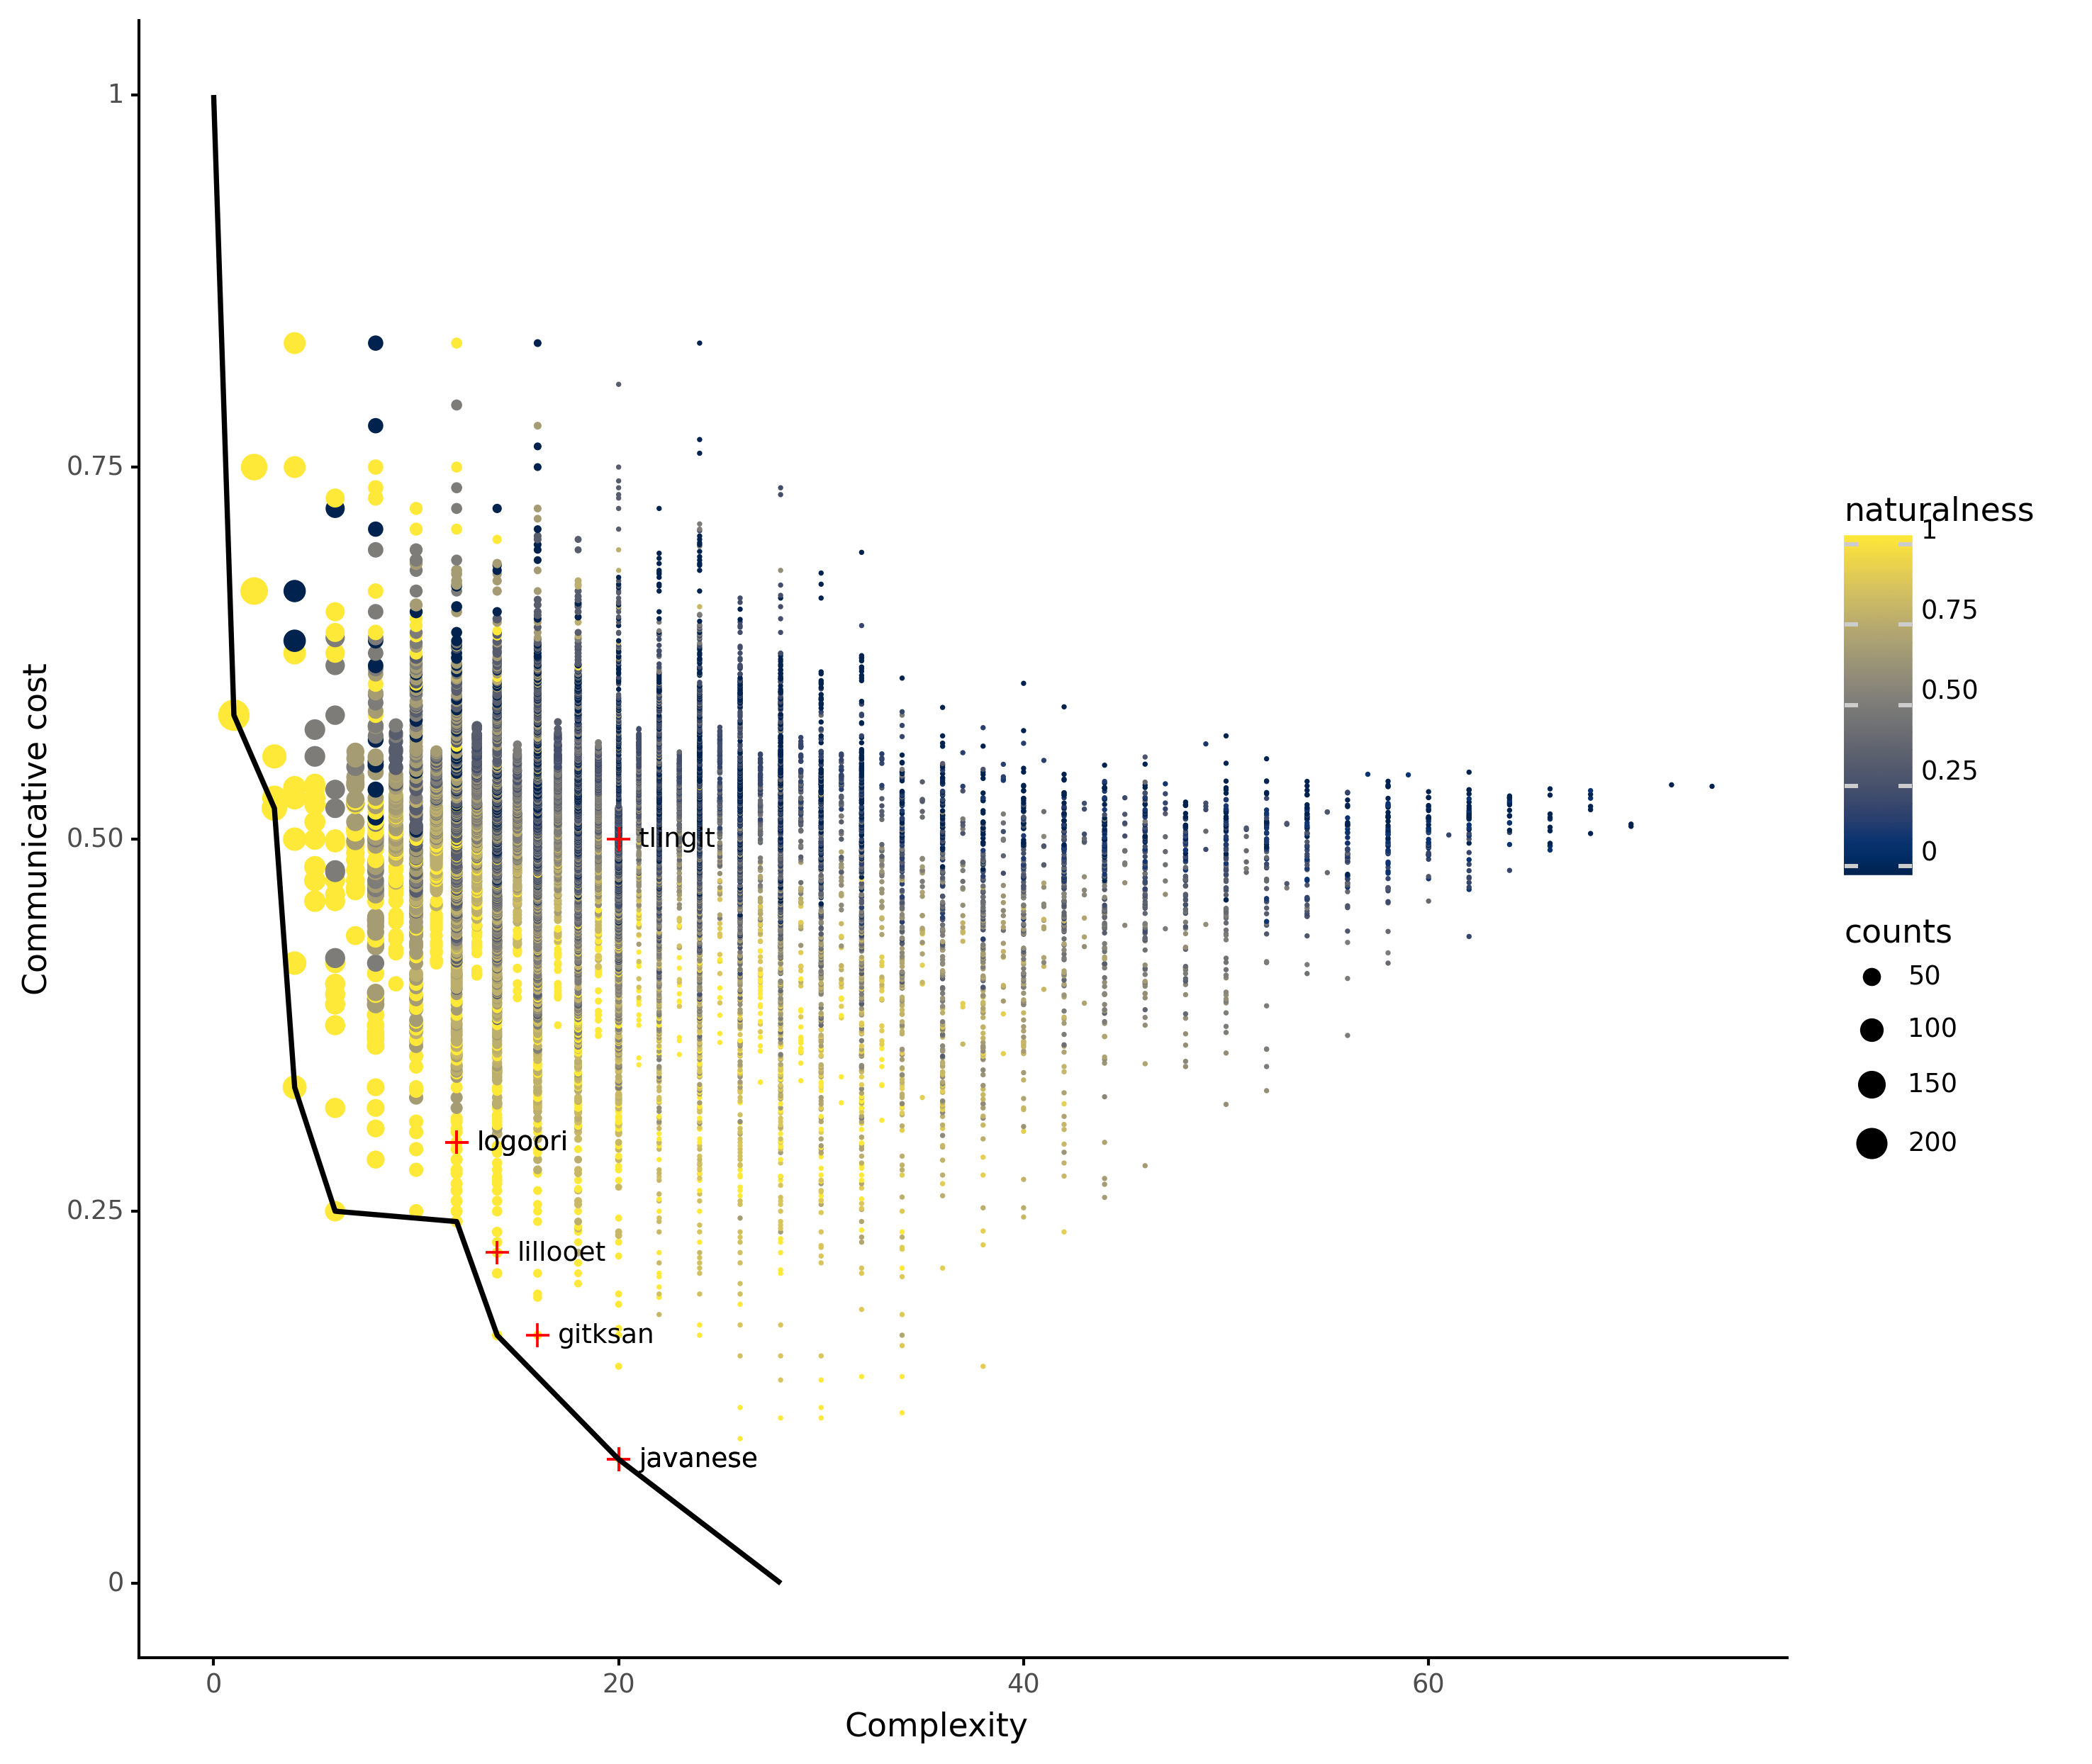 Communicative cost
1
0.75
0.50
0.25
0
tlingit
logoori
lillooet
gitksan
javanese
0
20
40
60
Complexity
naturalness
1
0.75
0.50
0.25
0
counts
50
100
150
200